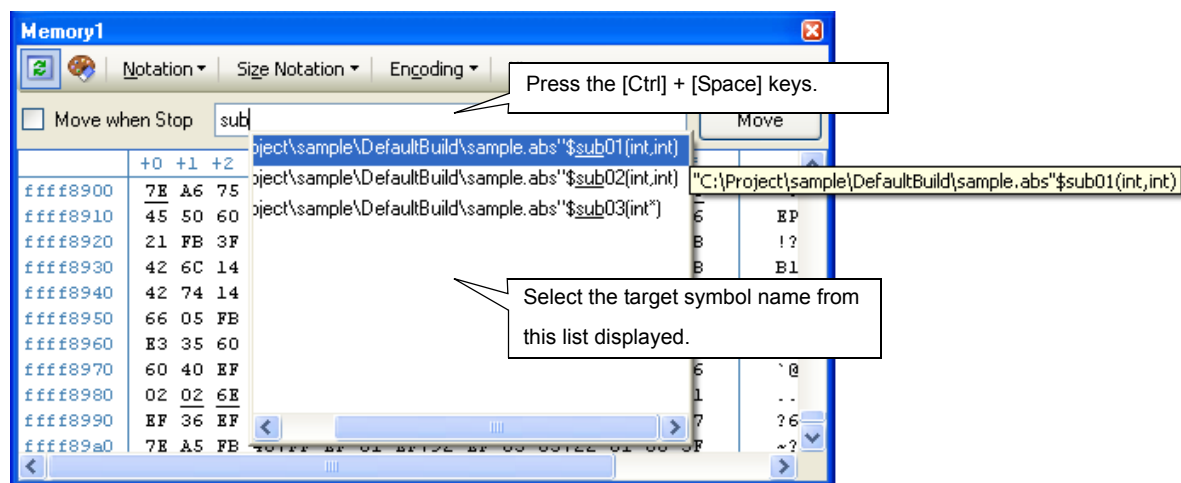 Memory1
Notation Size Notation Encoding
Press the [Ctrl] + [Space] keys.
Move when Stop sub Move
+0 +1 +2
oject\sample\DefaultBuild\sample.abs"$sub01(int,int)
"C:\Project\sample\DefaultBuild\sample.abs"$sub01(int,int)
oject\sample\DefaultBuild\sample.abs"$sub02(int,int)
oject\sample\DefaultBuild\sample.abs"$sub03(int*)
ffff8900 7E A6 75
ffff8910 45 50 60 6 EP
ffff8920 21 FB 3F B !?
ffff8930 42 6C 14 B Bl
ffff8940 42 74 14
ffff8950 66 05 FB
Select the target symbol name from
this list displayed.
ffff8960 E3 35 60
ffff8970 60 40 EF 6 `@
ffff8980 02 02 6E 1 ..
ffff8990 EF 36 EF 7 ?6
ffff89a0 7E A5 FB ~?